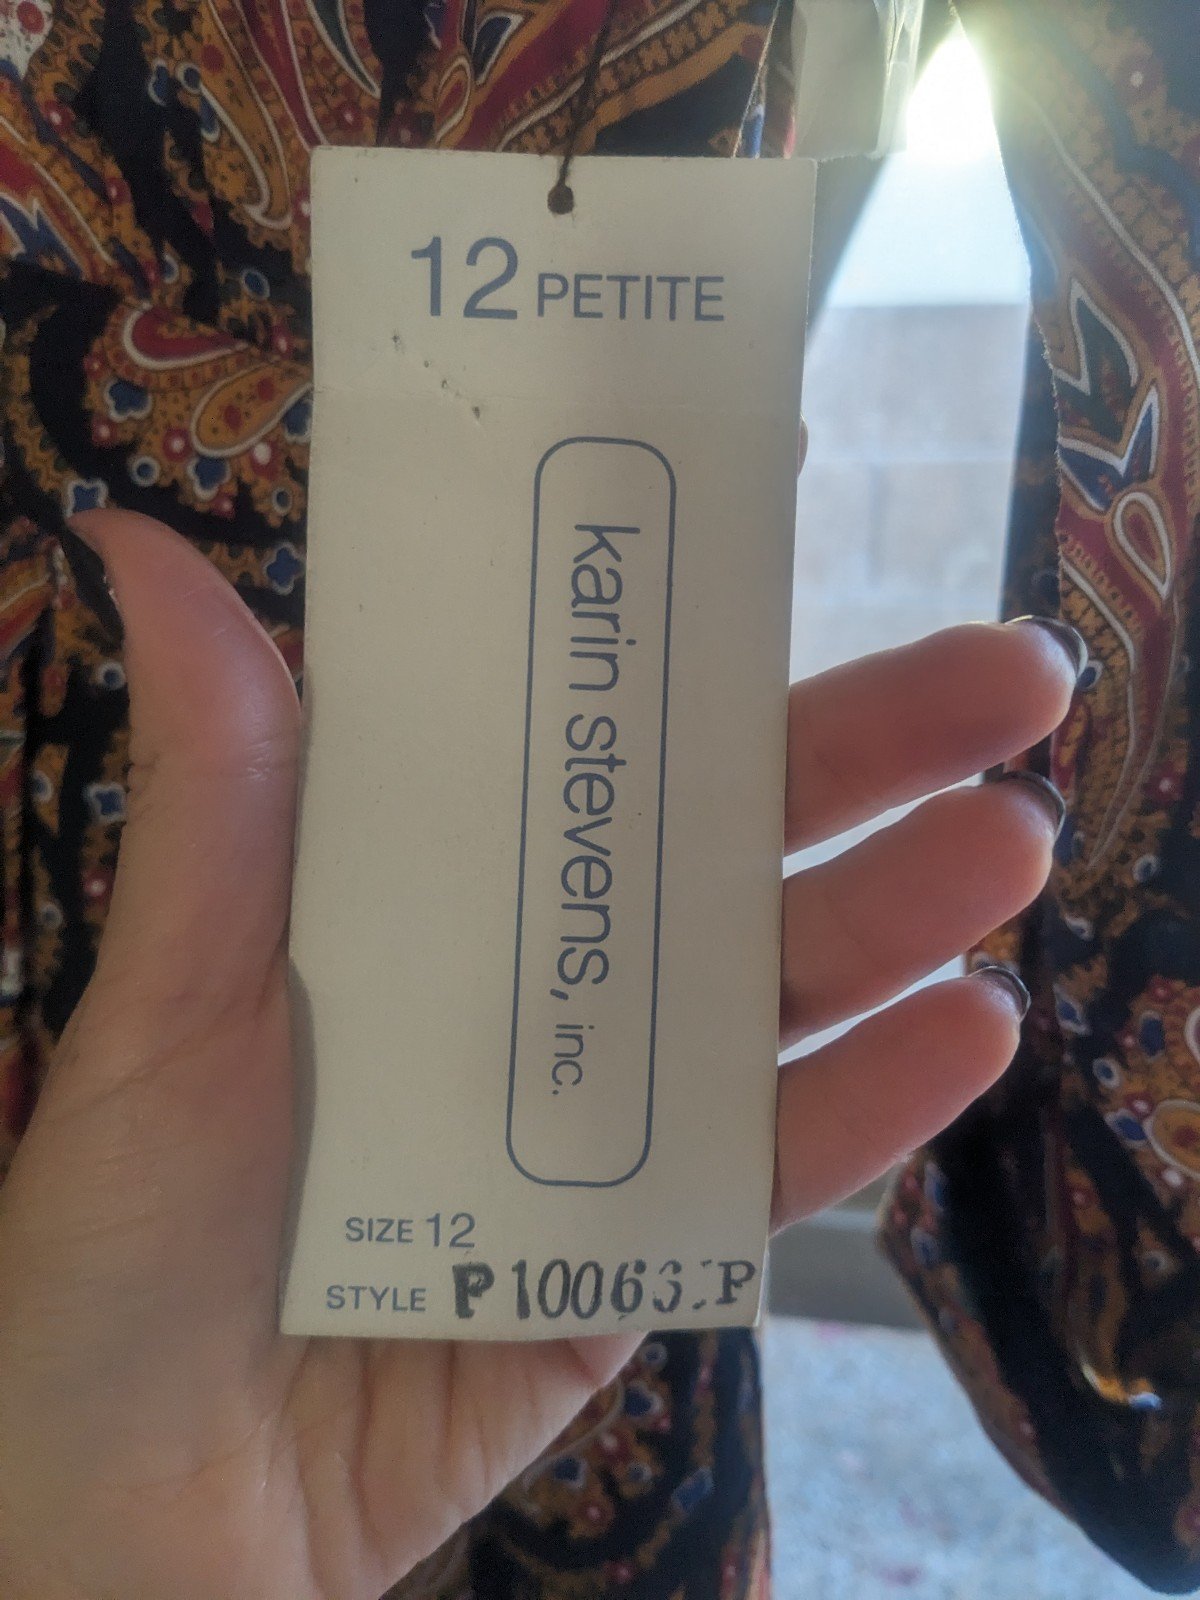 12 PETITE
karin stevens, inc.
SIZE 12
STYLE